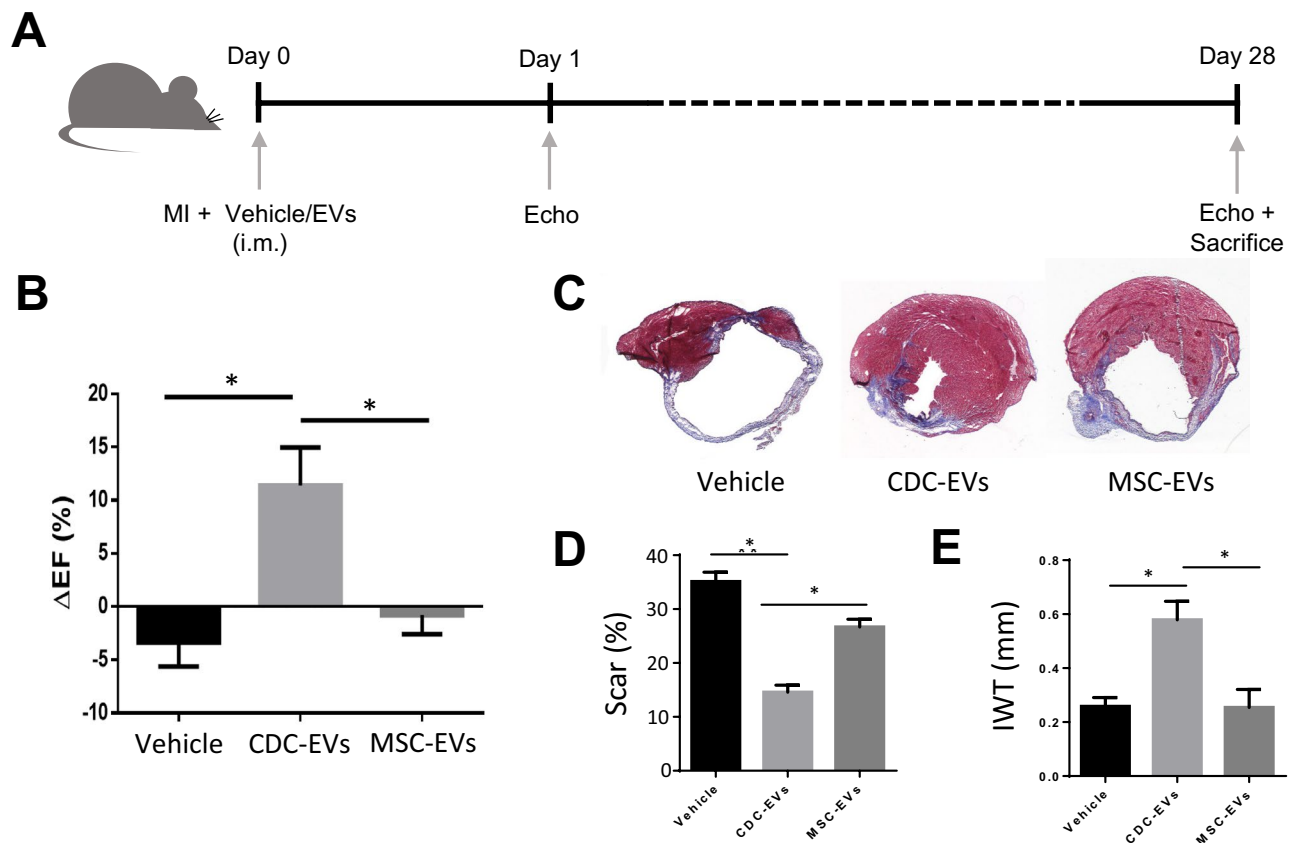 A
Day 0
Day 1
Day 28
MI + Vehicle/EVs
(i.m.)
Echo
Echo +
Sacrifice
B
*
*
ΔEF (%)
20
15
10
5
0
-5
-10
Vehicle
CDC-EVs
MSC-EVs
C
Vehicle
CDC-EVs
MSC-EVs
D
*
*
Scar (%)
40
30
20
10
0
Vehicle
CDC-EVs
MSC-EVs
E
*
*
IWT (mm)
0.8
0.6
0.4
0.2
0.0
Vehicle
CDC-EVs
MSC-EVs